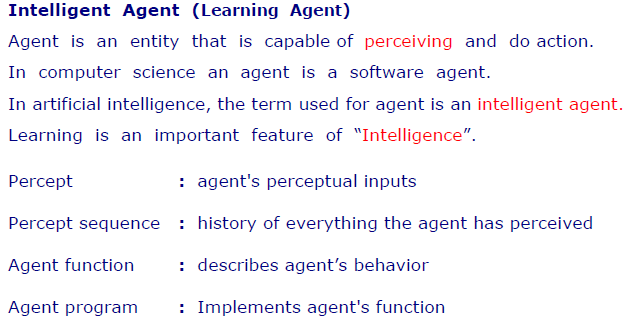 Intelligent Agent (Learning Agent)
Agent is an entity that is capable of perceiving and do action.
In computer science an agent is a software agent.
In artificial intelligence, the term used for agent is an intelligent agent.
Learning is an important feature of “Intelligence”.
Percept : agent's perceptual inputs
Percept sequence : history of everything the agent has perceived
Agent function : describes agent’s behavior
Agent program : Implements agent's function